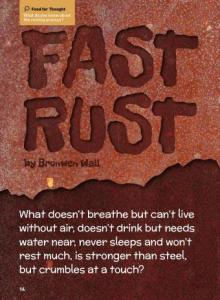 Food for Thought
What do you know about
the rusting process?
FAST
RUST
by Bronwen Wall
What doesn't breathe but can't live
without air, doesn't drink but needs
water near, never sleeps and won't
rest much, is stronger than steel,
but crumbles at a touch?
14